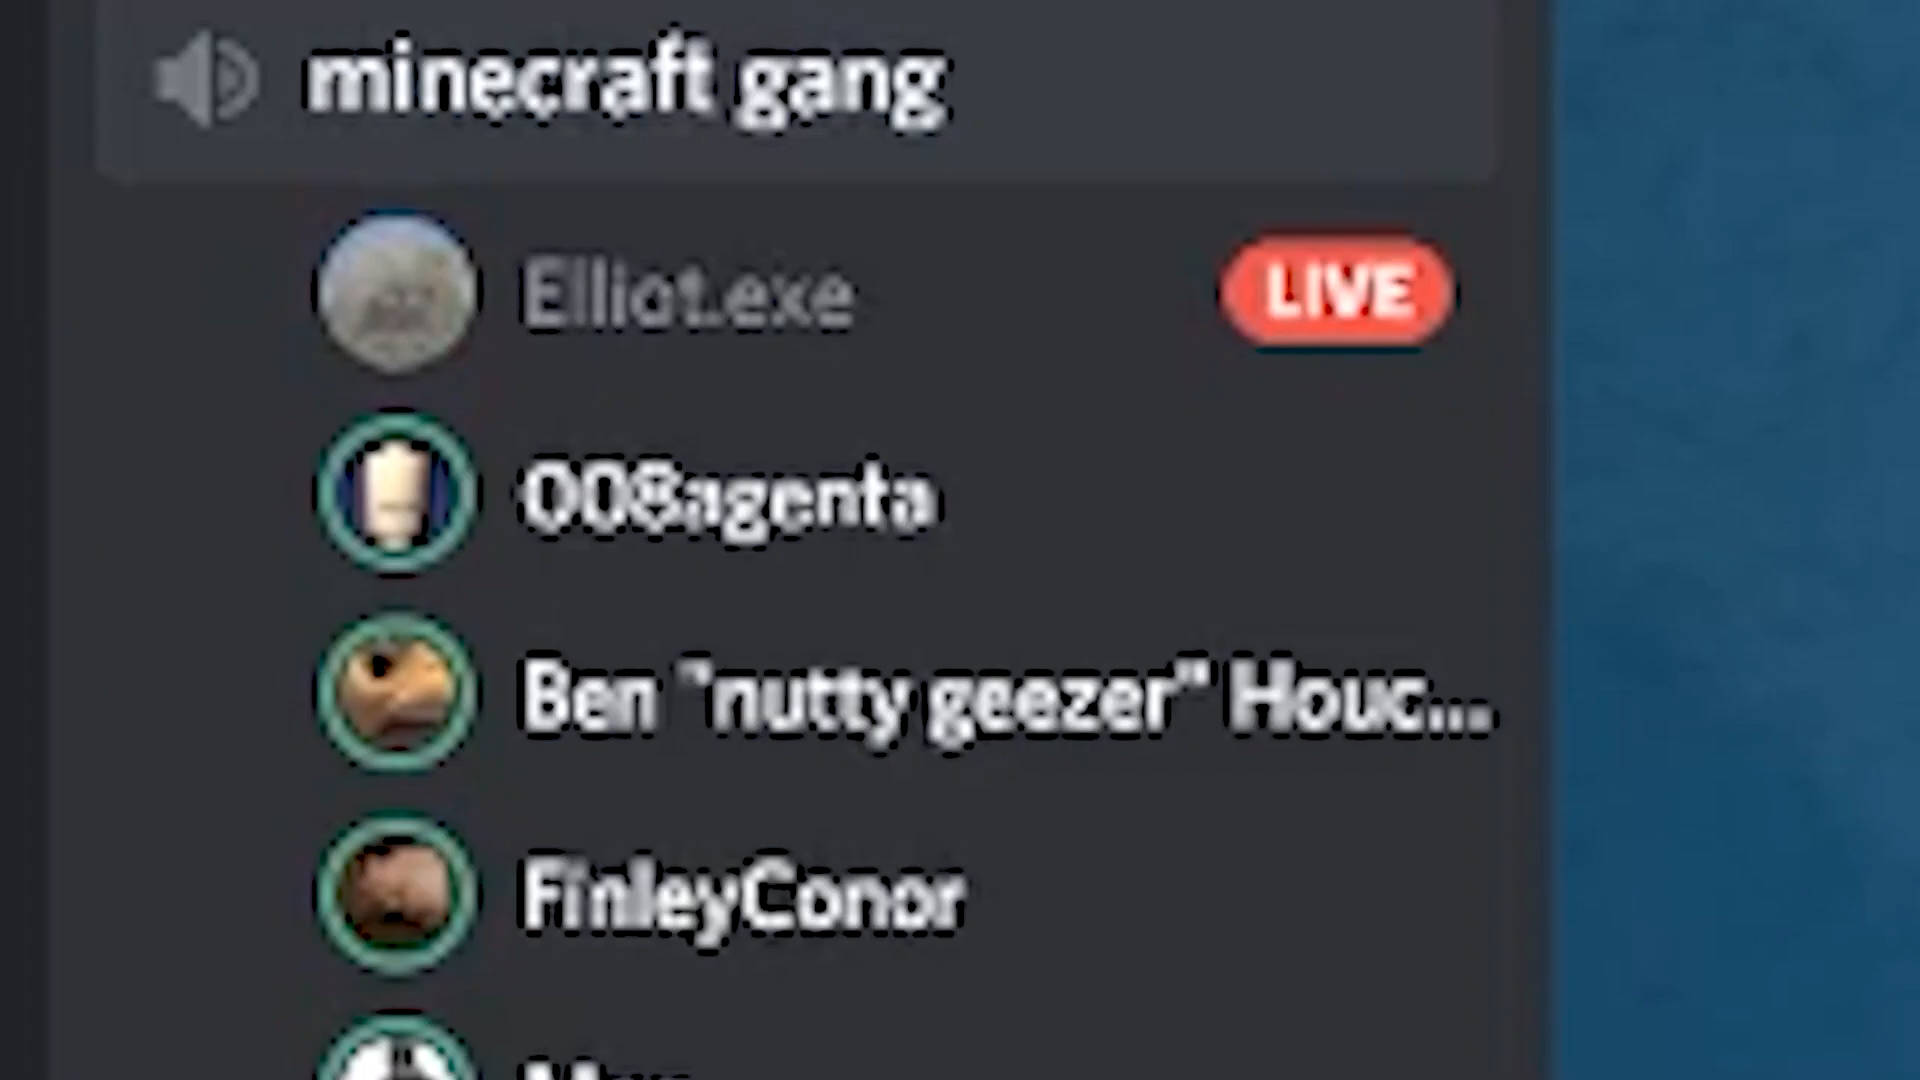 minecraft gang
Elliot.exe
LIVE
008agenta
Ben "nutty geezer" Houc...
FinleyConor